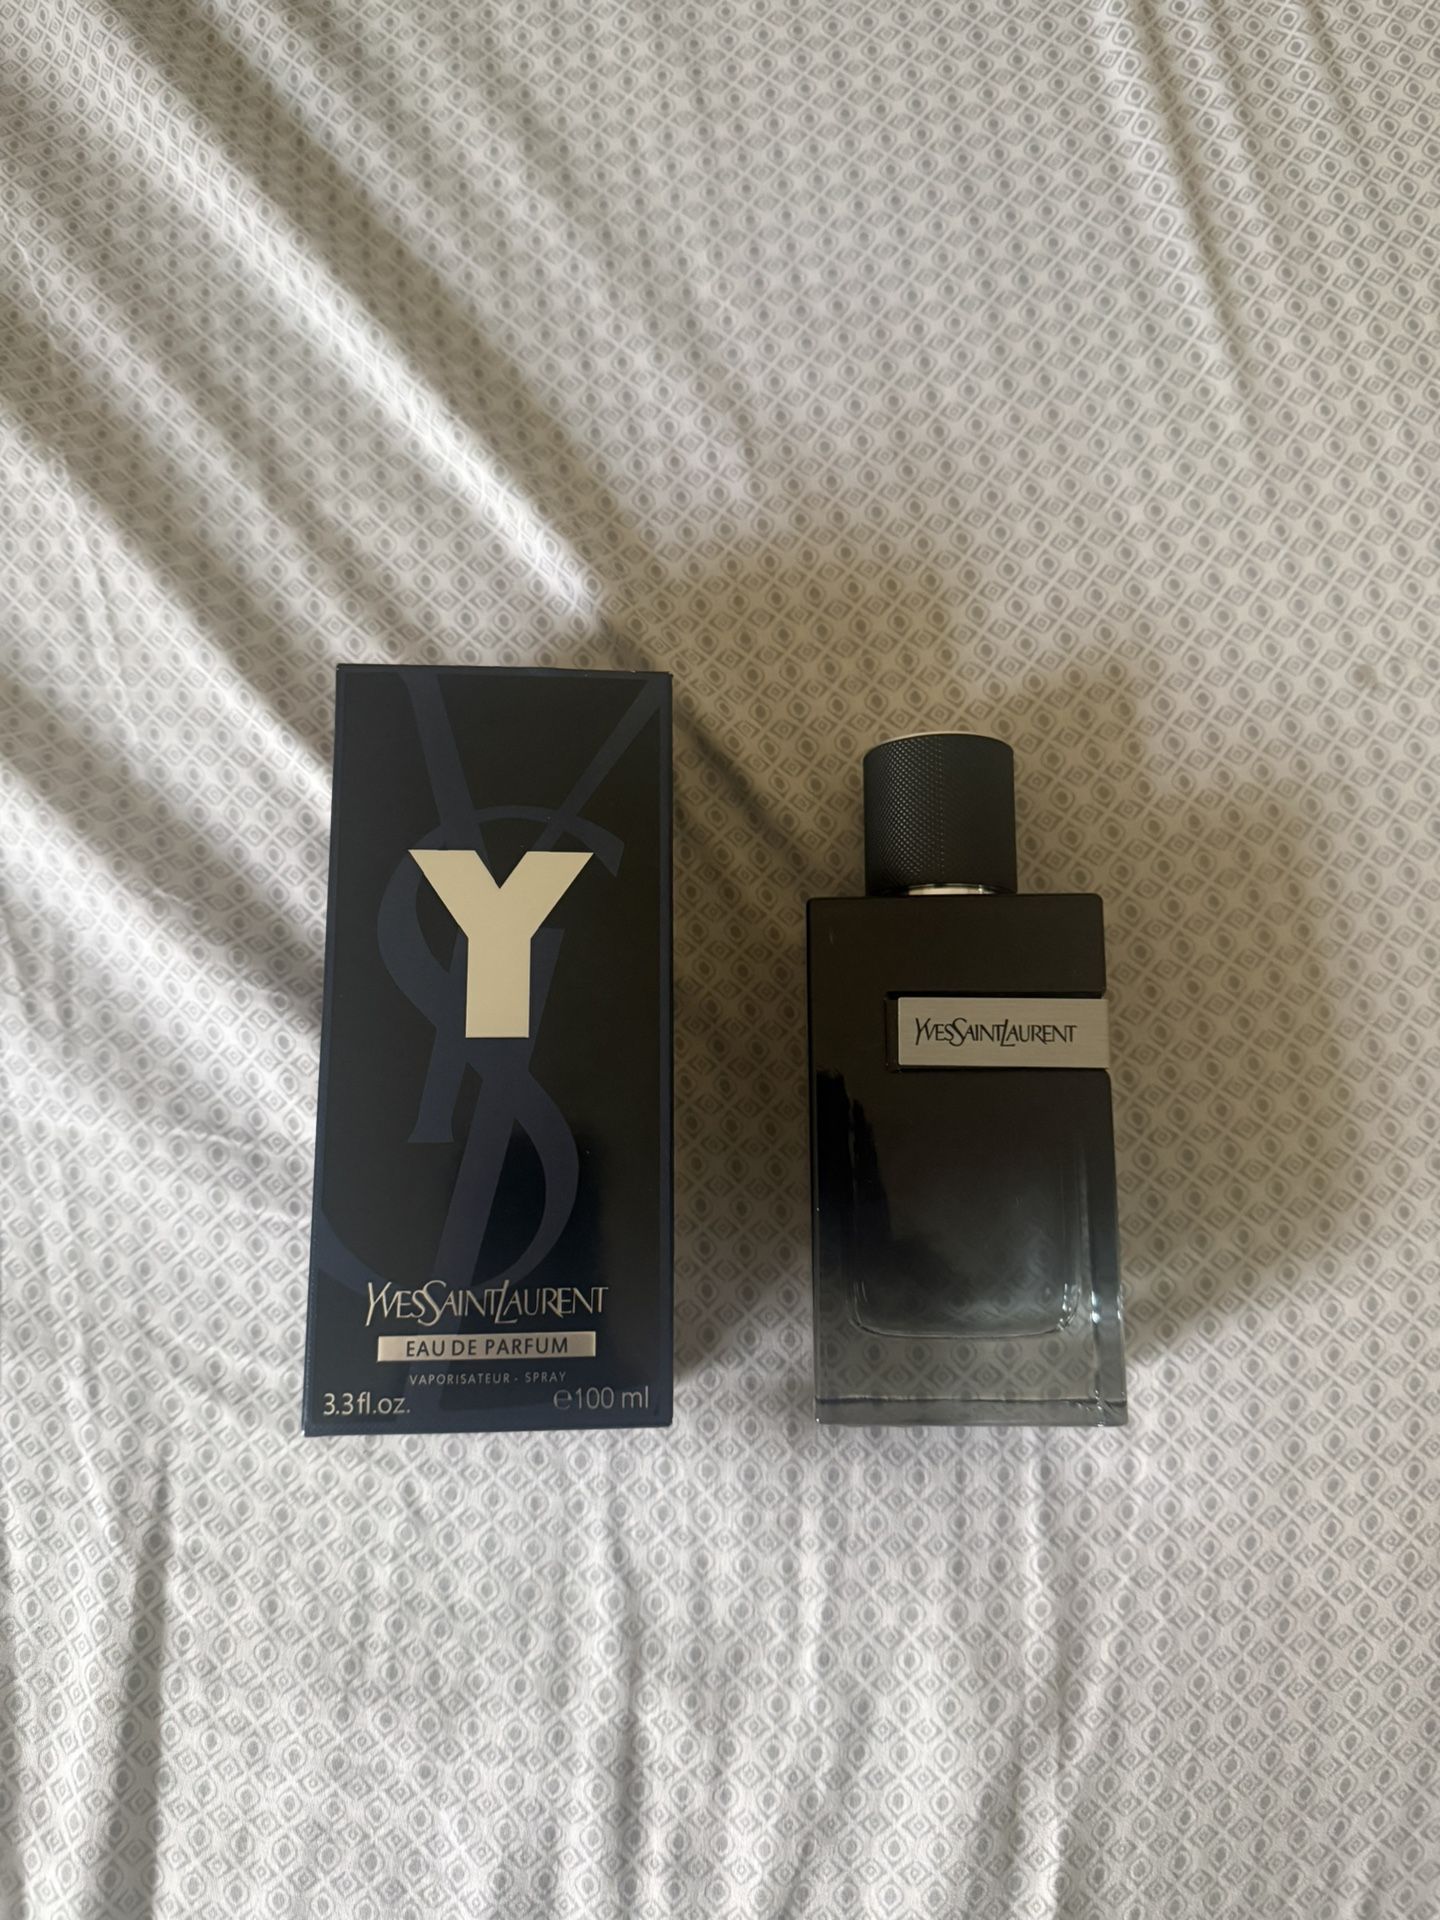 Y
YVESSAINTLAURENT
EAU DE PARFUM
VAPORISATEUR - SPRAY
3.3 fl.oz. ℮100 ml
YVESSAINTLAURENT